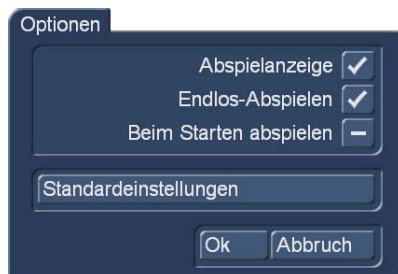 Optionen
Abspielanzeige
Endlos-Abspielen
Beim Starten abspielen
Standardeinstellungen
Ok Abbruch